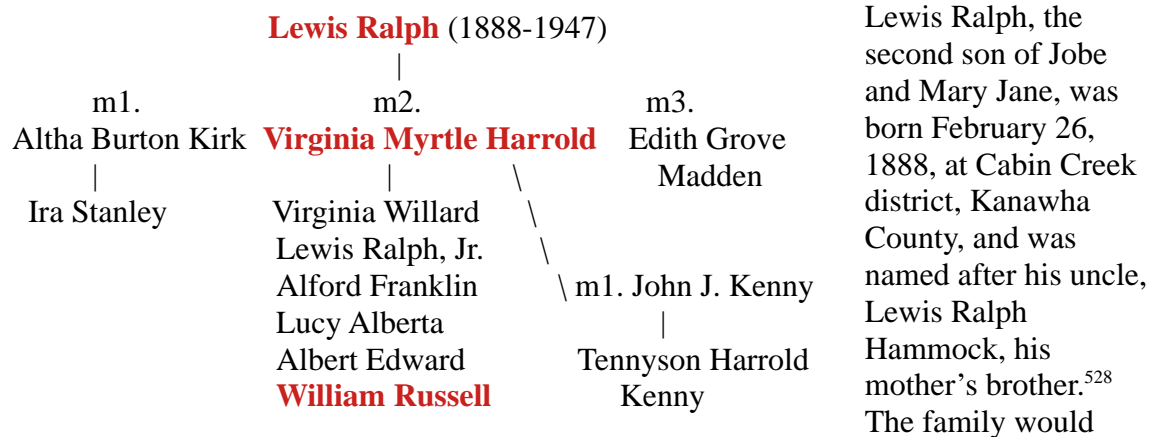 Lewis Ralph (1888-1947)
|
m1. m2. m3.
Altha Burton Kirk Virginia Myrtle Harrold Edith Grove
Madden
| | \
Ira Stanley Virginia Willard \
Lewis Ralph, Jr. \
Alford Franklin \ m1. John J. Kenny
Lucy Alberta |
Albert Edward Tennyson Harrold
William Russell Kenny
Lewis Ralph, the
second son of Jobe
and Mary Jane, was
born February 26,
1888, at Cabin Creek
district, Kanawha
County, and was
named after his uncle,
Lewis Ralph
Hammock, his
mother’s brother.528
The family would